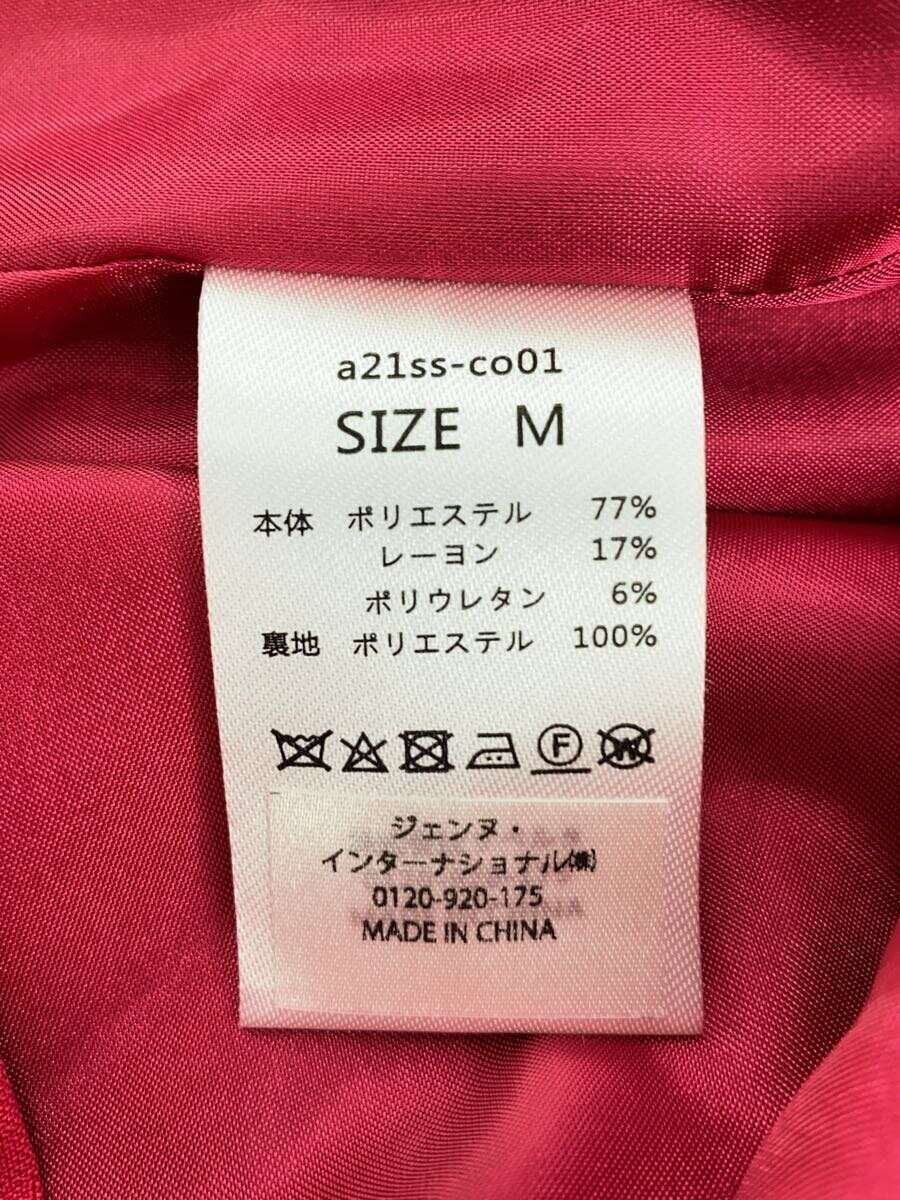 a21ss-co01
SIZE M
本体 ポリエステル 77%
レーヨン 17%
ポリウレタン 6%
裏地 ポリエステル 100%
F W
ジェンヌ・
インターナショナル㈱
0120-920-175
MADE IN CHINA